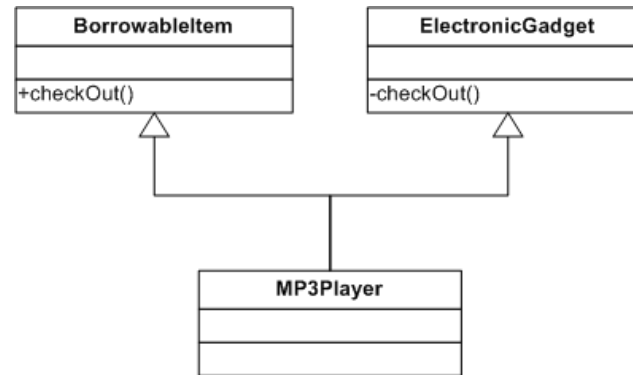 BorrowableItem
+checkOut()
ElectronicGadget
-checkOut()
MP3Player